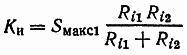 Kн = Sмакс1 Ri1 Ri2 / (Ri1 + Ri2)